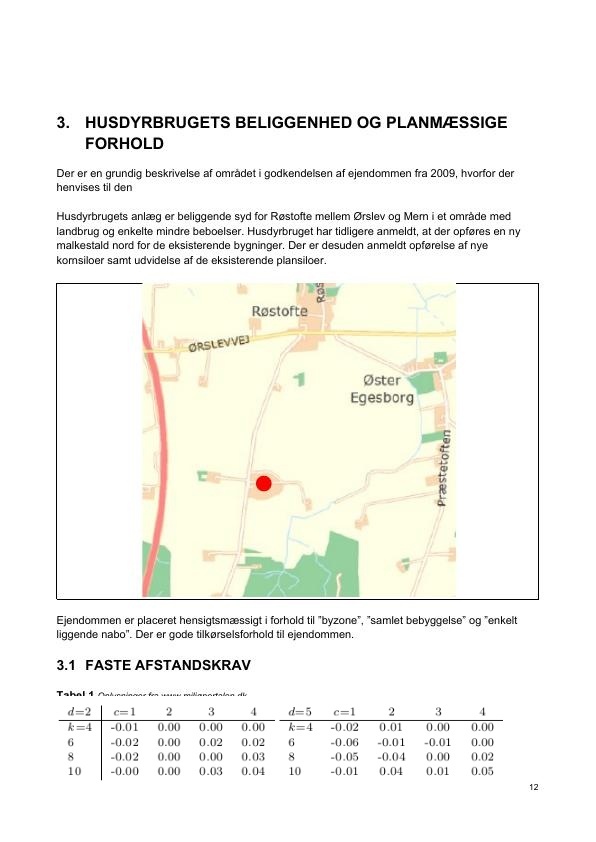 3. HUSDYRBRUGETS BELIGGENHED OG PLANMÆSSIGE
FORHOLD
Der er en grundig beskrivelse af området i godkendelsen af ejendommen fra 2009, hvorfor der
henvises til den
Husdyrbrugets anlæg er beliggende syd for Røstofte mellem Ørslev og Mern i et område med
landbrug og enkelte mindre beboelser. Husdyrbruget har tidligere anmeldt, at der opføres en ny
malkestald nord for de eksisterende bygninger. Der er desuden anmeldt opførelse af nye
kornsiloer samt udvidelse af de eksisterende plansiloer.
Røs
Røstofte
ØRSLEVVEJ
Øster
Egesborg
Præstetoften
Ejendommen er placeret hensigtsmæssigt i forhold til ”byzone”, ”samlet bebyggelse” og ”enkelt
liggende nabo”. Der er gode tilkørselsforhold til ejendommen.
3.1 FASTE AFSTANDSKRAV
Tabel 1 Oplysninger fra www.miljøportalen.dk
d=2 c=1 2 3 4 d=5 c=1 2 3 4
k=4 -0.01 0.00 0.00 0.00 k=4 -0.02 0.01 0.00 0.00
6 -0.02 0.00 0.02 0.02 6 -0.06 -0.01 -0.01 0.00
8 -0.02 0.00 0.00 0.03 8 -0.05 -0.04 0.00 0.02
10 -0.00 0.00 0.03 0.04 10 -0.01 0.04 0.01 0.05
12